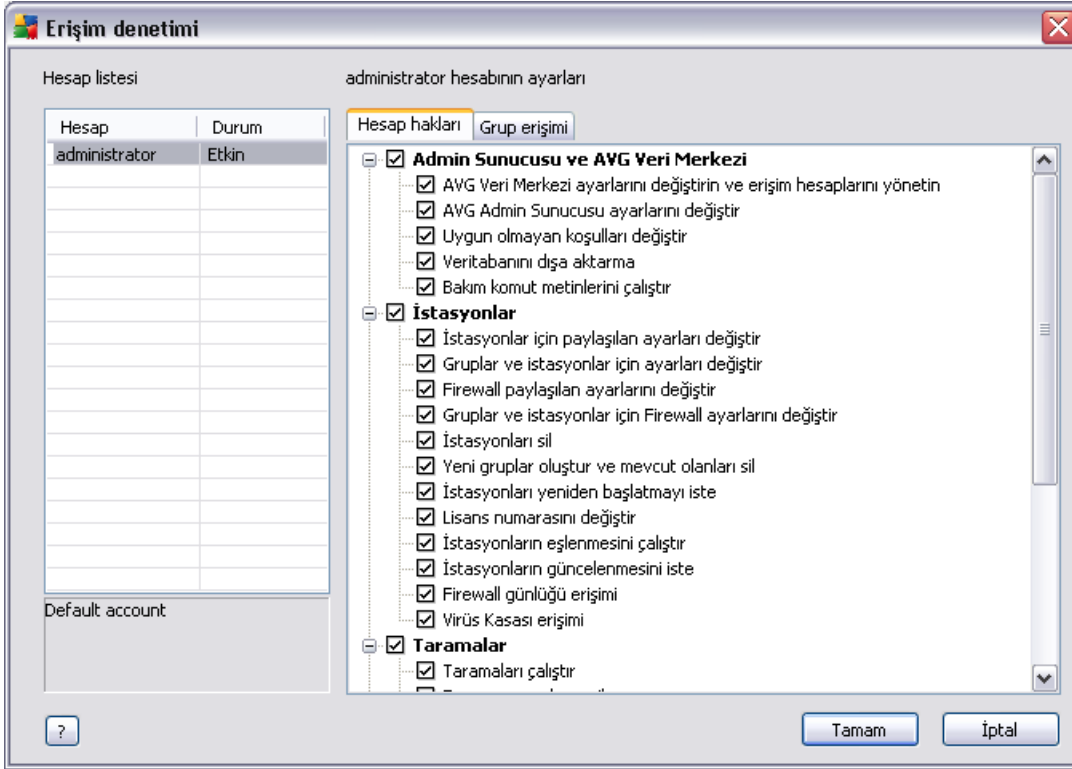 Erişim denetimi
Hesap listesi
administrator hesabının ayarları
Hesap Durum
administrator Etkin
Default account
Hesap hakları Grup erişimi
Admin Sunucusu ve AVG Veri Merkezi
AVG Veri Merkezi ayarlarını değiştirin ve erişim hesaplarını yönetin
AVG Admin Sunucusu ayarlarını değiştir
Uygun olmayan koşulları değiştir
Veritabanını dışa aktarma
Bakım komut metinlerini çalıştır
İstasyonlar
İstasyonlar için paylaşılan ayarları değiştir
Gruplar ve istasyonlar için ayarları değiştir
Firewall paylaşılan ayarlarını değiştir
Gruplar ve istasyonlar için Firewall ayarlarını değiştir
İstasyonları sil
Yeni gruplar oluştur ve mevcut olanları sil
İstasyonları yeniden başlatmayı iste
Lisans numarasını değiştir
İstasyonların eşlenmesini çalıştır
İstasyonların güncelenmesini iste
Firewall günlüğü erişimi
Virüs Kasası erişimi
Taramalar
Taramaları çalıştır
?
Tamam
İptal